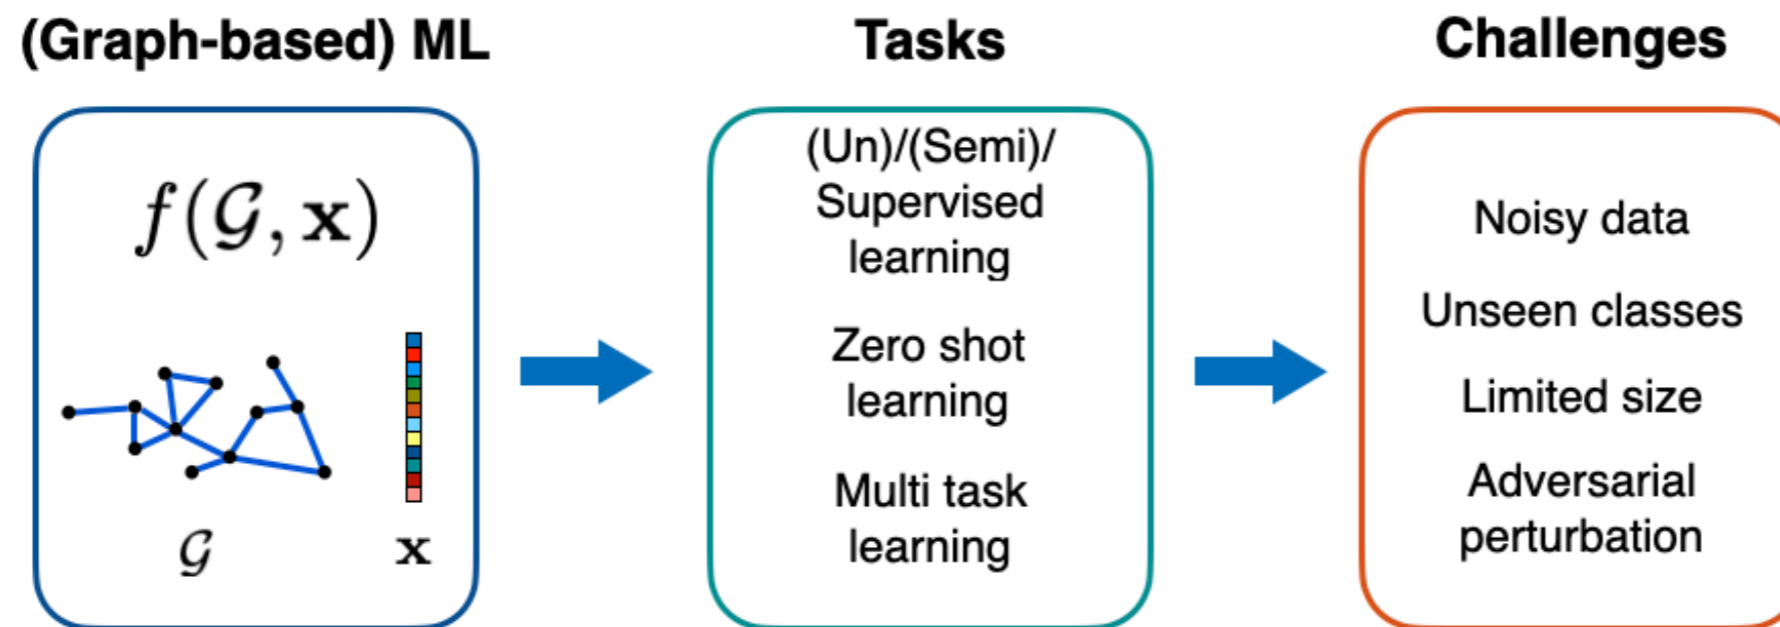 (Graph-based) ML
f(𝒢, x)
𝒢
x
Tasks
(Un)/(Semi)/
Supervised
learning
Zero shot
learning
Multi task
learning
Challenges
Noisy data
Unseen classes
Limited size
Adversarial
perturbation